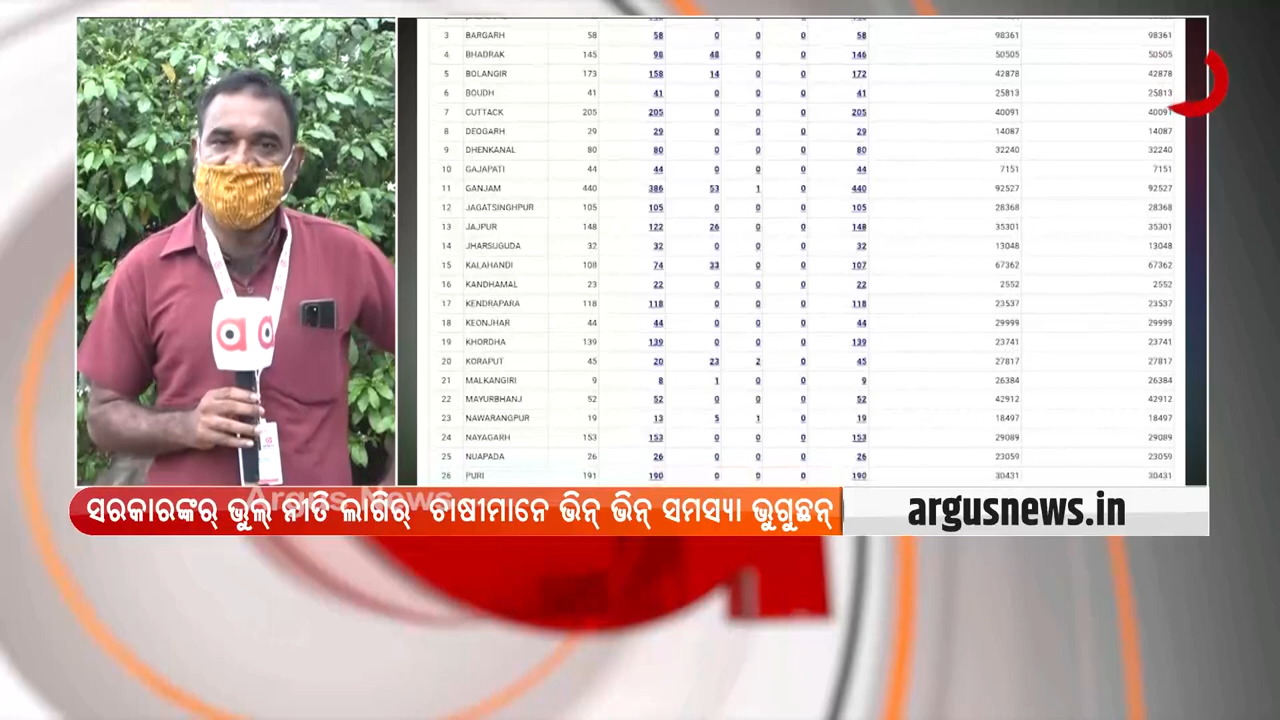 3 BARGARH 58 58 0 0 0 58 98361 98361
4 BHADRAK 145 98 48 0 0 146 50505 50505
5 BOLANGIR 173 158 14 0 0 172 42878 42878
6 BOUDH 41 41 0 0 0 41 25813 25813
7 CUTTACK 205 205 0 0 0 205 40091 40091
8 DEOGARH 29 29 0 0 0 29 14087 14087
9 DHENKANAL 80 80 0 0 0 80 32240 32240
10 GAJAPATI 44 44 0 0 0 44 7151 7151
11 GANJAM 440 386 53 1 0 440 92527 92527
12 JAGATSINGHPUR 105 105 0 0 0 105 28368 28368
13 JAJPUR 148 122 26 0 0 148 35301 35301
14 JHARSUGUDA 32 32 0 0 0 32 13048 13048
15 KALAHANDI 108 74 33 0 0 107 67362 67362
16 KANDHAMAL 23 22 0 0 0 22 2552 2552
17 KENDRAPARA 118 118 0 0 0 118 23537 23537
18 KEONJHAR 44 44 0 0 0 44 29999 29999
19 KHORDHA 139 139 0 0 0 139 23741 23741
20 KORAPUT 45 20 23 2 0 45 27817 27817
21 MALKANGIRI 9 8 1 0 0 9 26384 26384
22 MAYURBHANJ 52 52 0 0 0 52 42912 42912
23 NAWARANGPUR 19 13 5 1 0 19 18497 18497
24 NAYAGARH 153 153 0 0 0 153 29089 29089
25 NUAPADA 26 26 0 0 0 26 23059 23059
26 PURI 191 190 0 0 0 190 30431 30431
Argus News
ସରକାରଙ୍କର୍ ଭୁଲ୍ ନୀତି ଲାଗିର୍ ଚାଷୀମାନେ ଭିନ୍ ଭିନ୍ ସମସ୍ୟା ଭୁଗୁଛନ୍
argusnews.in